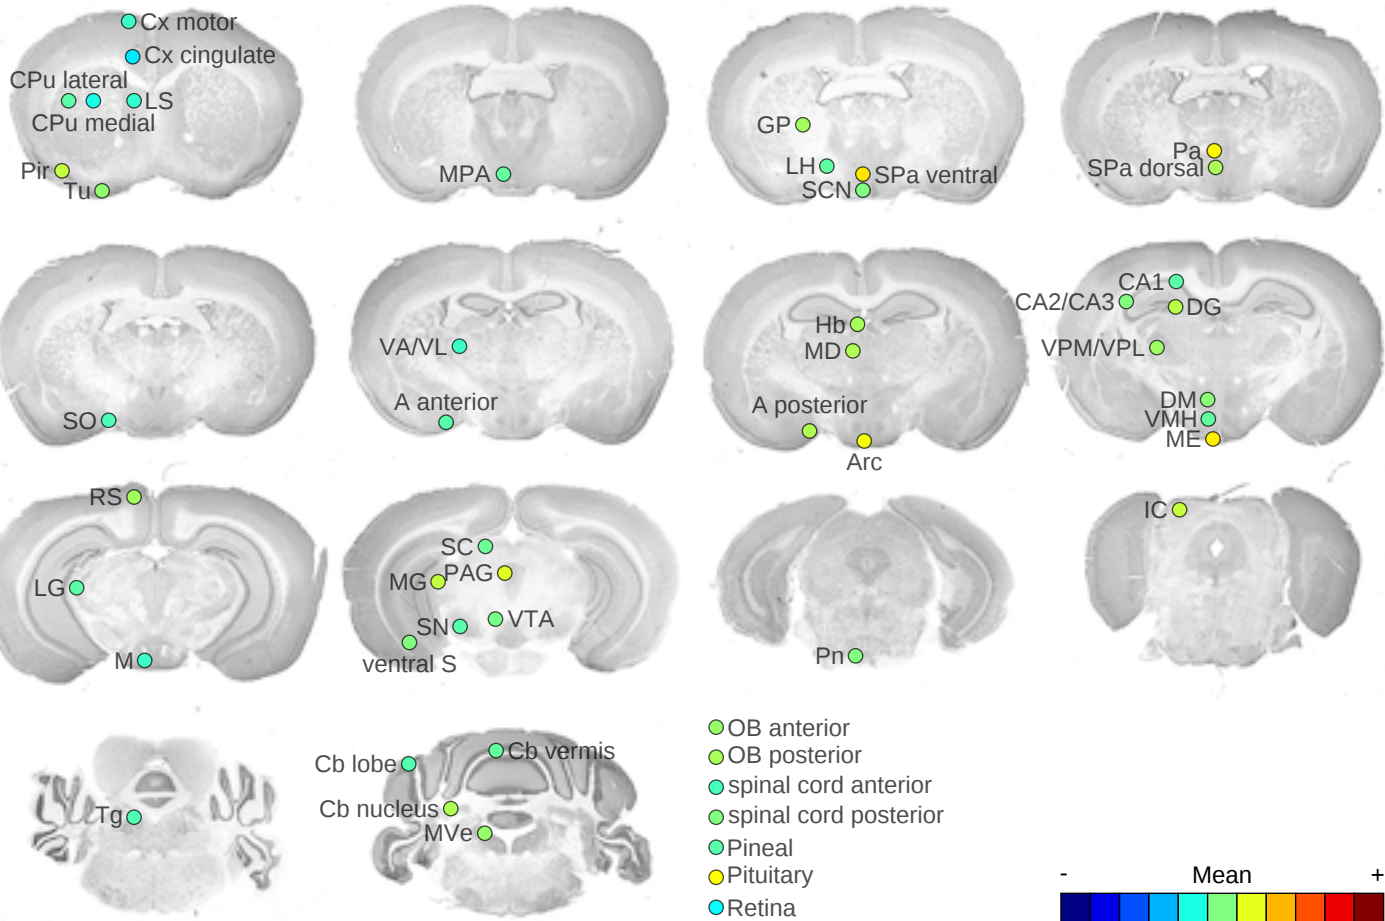 Cx motor
Cx cingulate
CPu lateral
LS
CPu medial
Pir
Tu
MPA
GP
LH
SPa ventral
SCN
Pa
SPa dorsal
SO
VA/VL
A anterior
Hb
MD
A posterior
Arc
CA1
CA2/CA3
DG
VPM/VPL
DM
VMH
ME
RS
LG
M
SC
MG
PAG
SN
VTA
ventral S
Pn
IC
Tg
Cb lobe
Cb vermis
Cb nucleus
MVe
OB anterior
OB posterior
spinal cord anterior
spinal cord posterior
Pineal
Pituitary
Retina
- Mean +